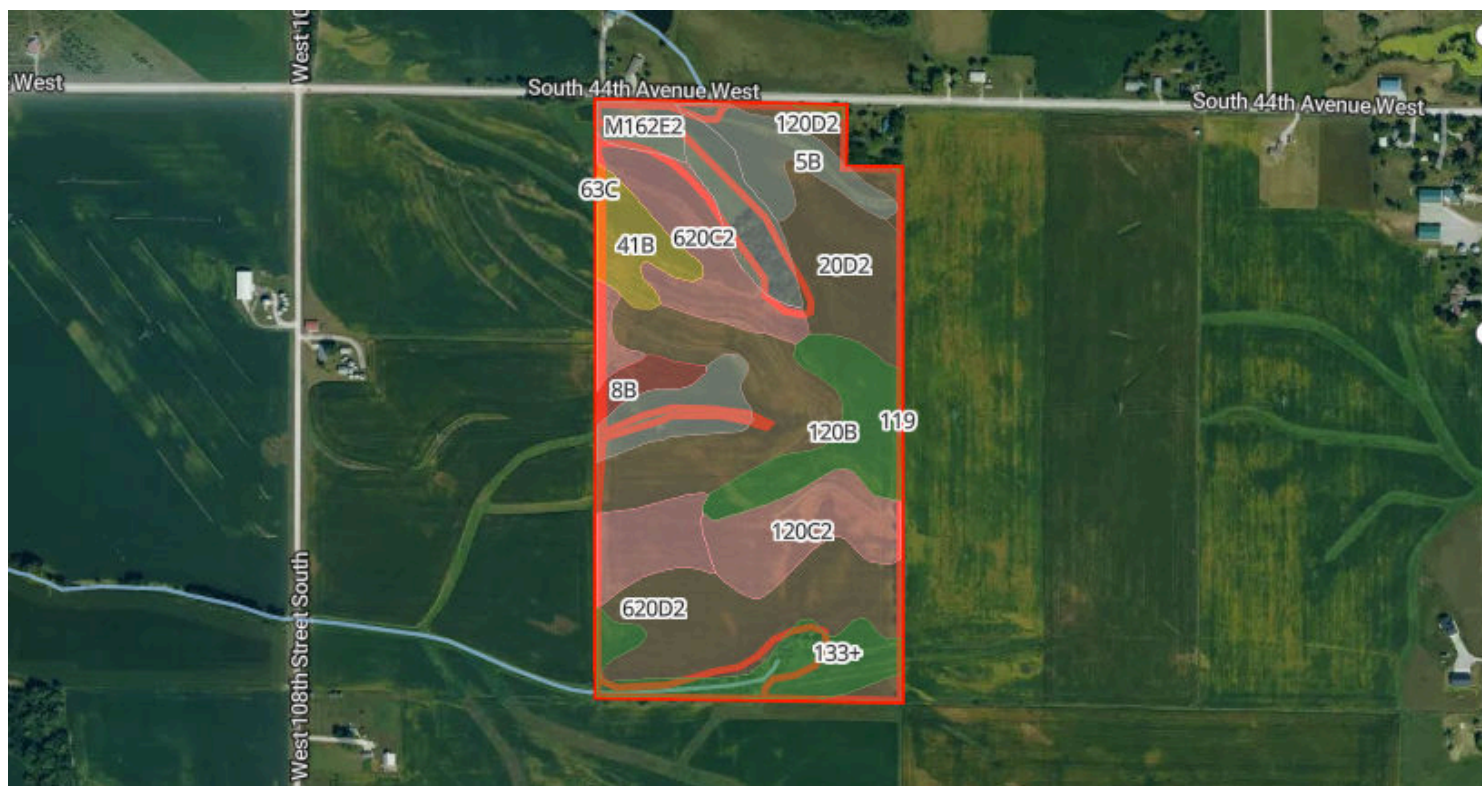 West
West 10
South 44th Avenue West
South 44th Avenue West
M162E2
120D2
5B
63C
41B
620C2
20D2
8B
119
120B
120C2
620D2
133+
West 108th Street South